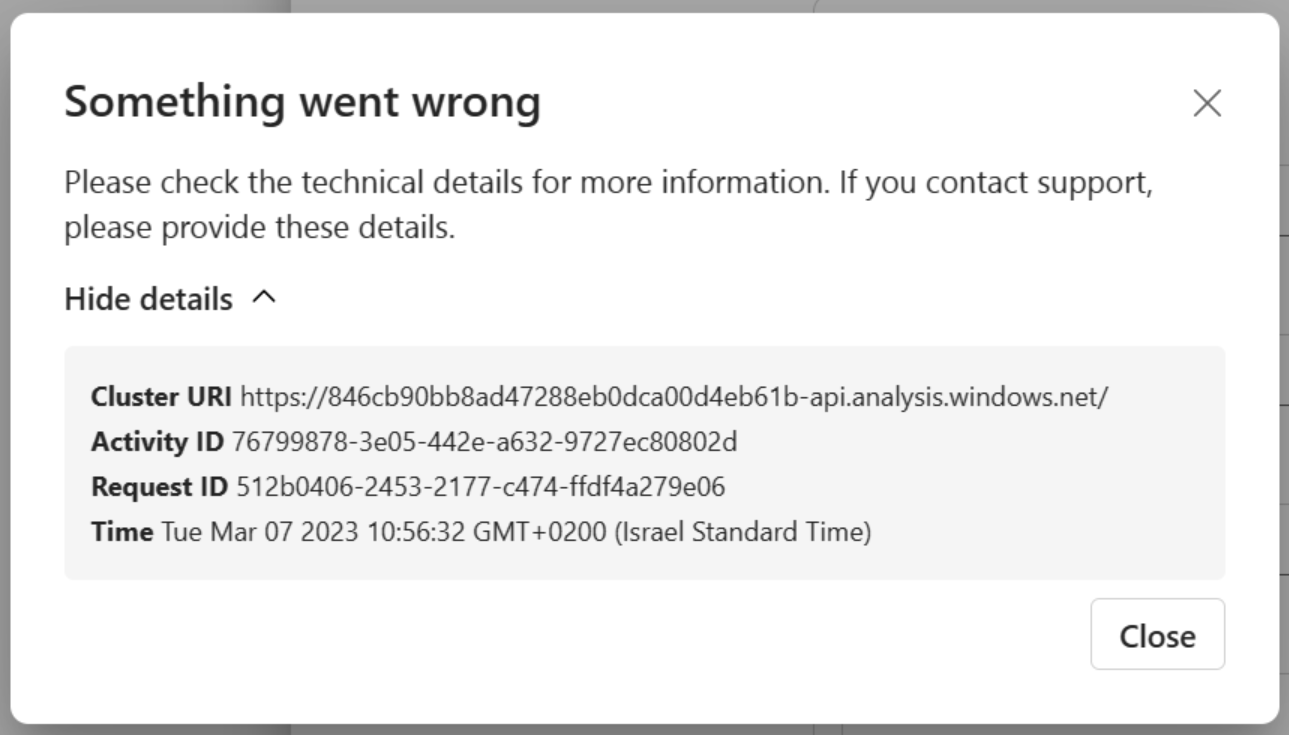 Something went wrong
Please check the technical details for more information. If you contact support,
please provide these details.
Hide details
Cluster URI https://846cb90bb8ad47288eb0dca00d4eb61b-api.analysis.windows.net/
Activity ID 76799878-3e05-442e-a632-9727ec80802d
Request ID 512b0406-2453-2177-c474-ffdf4a279e06
Time Tue Mar 07 2023 10:56:32 GMT+0200 (Israel Standard Time)
Close